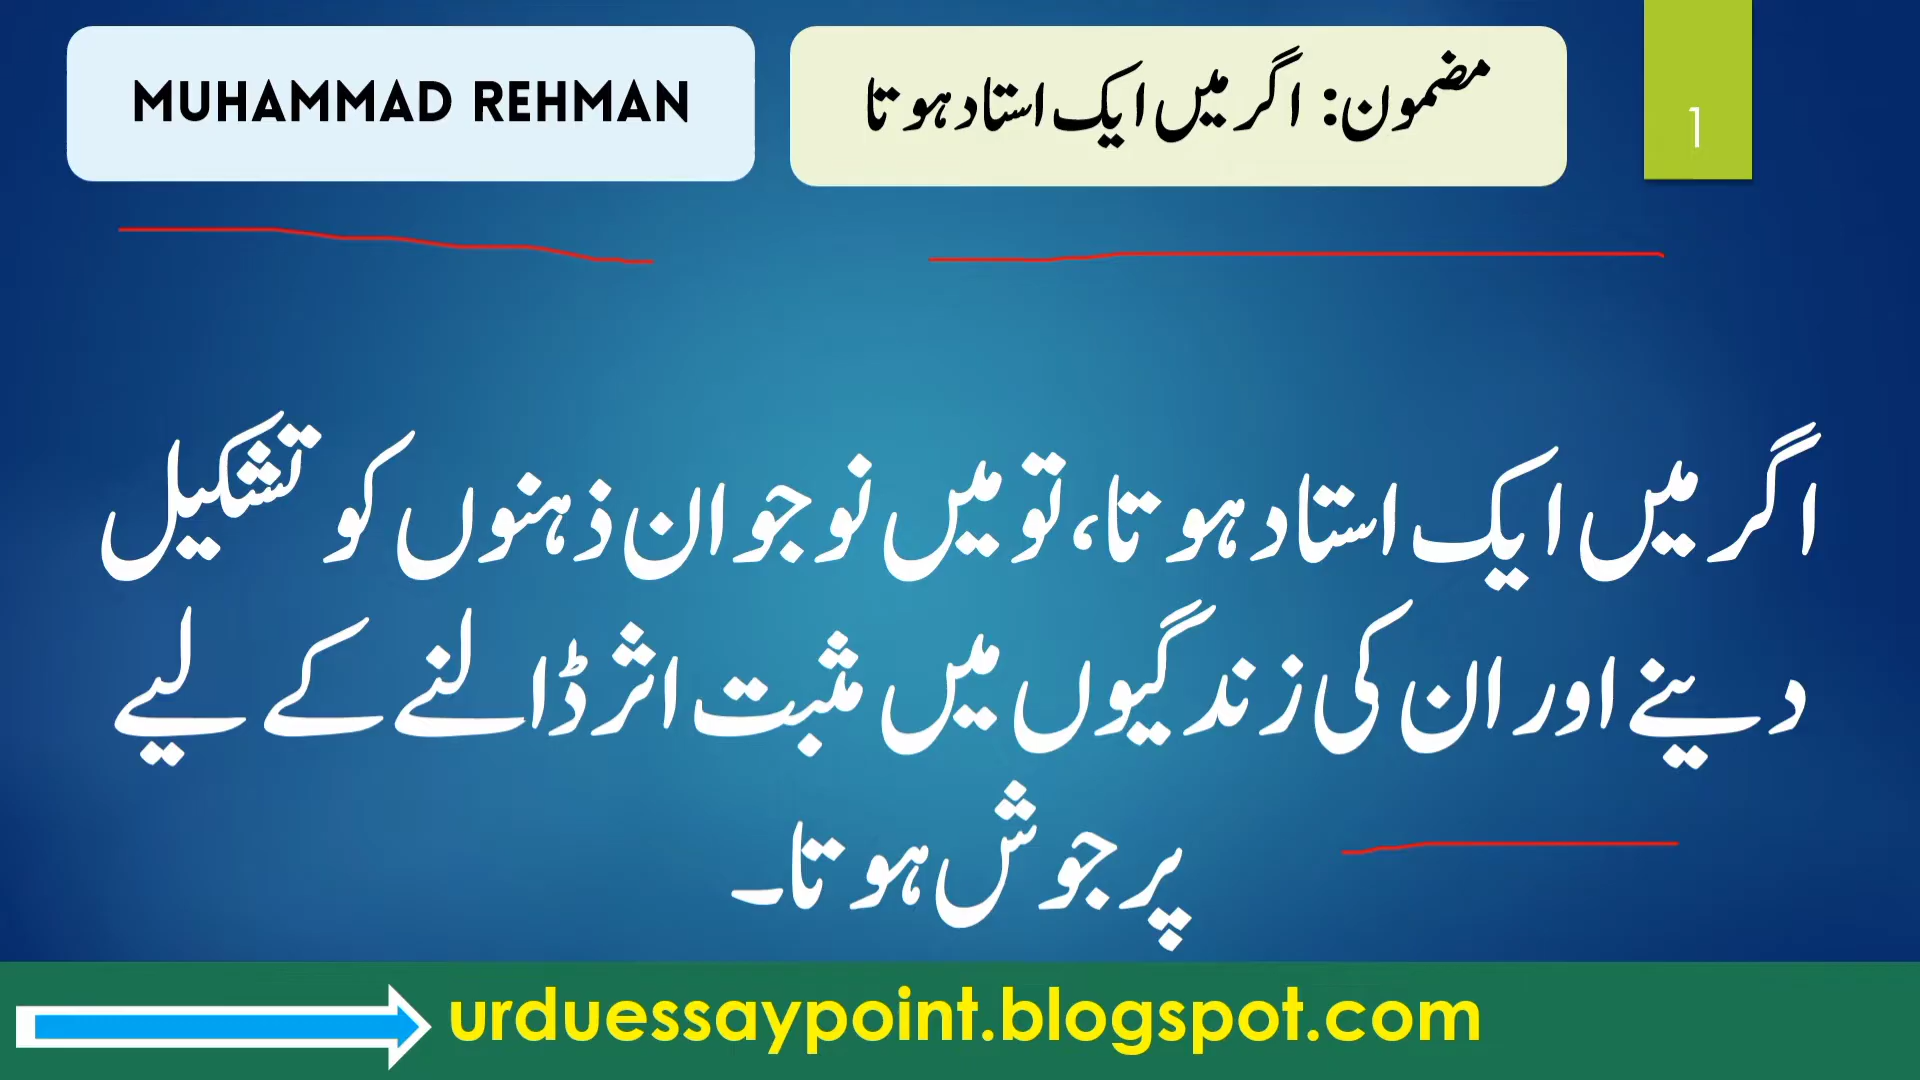 MUHAMMAD REHMAN
مضمون: اگر میں ایک استاد ہوتا
1
اگر میں ایک استاد ہوتا، تو میں نوجوان ذہنوں کو تشکیل
دینے اور ان کی زندگیوں میں مثبت اثر ڈالنے کے لیے
پرجوش ہوتا۔
urduessaypoint.blogspot.com